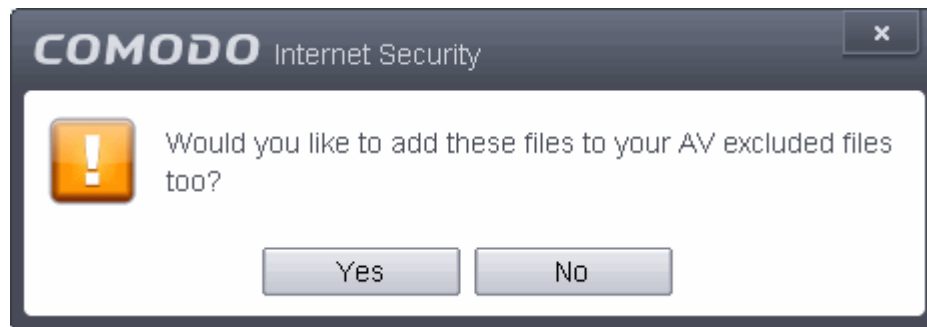 COMODO Internet Security
Would you like to add these files to your AV excluded files
too?
Yes No